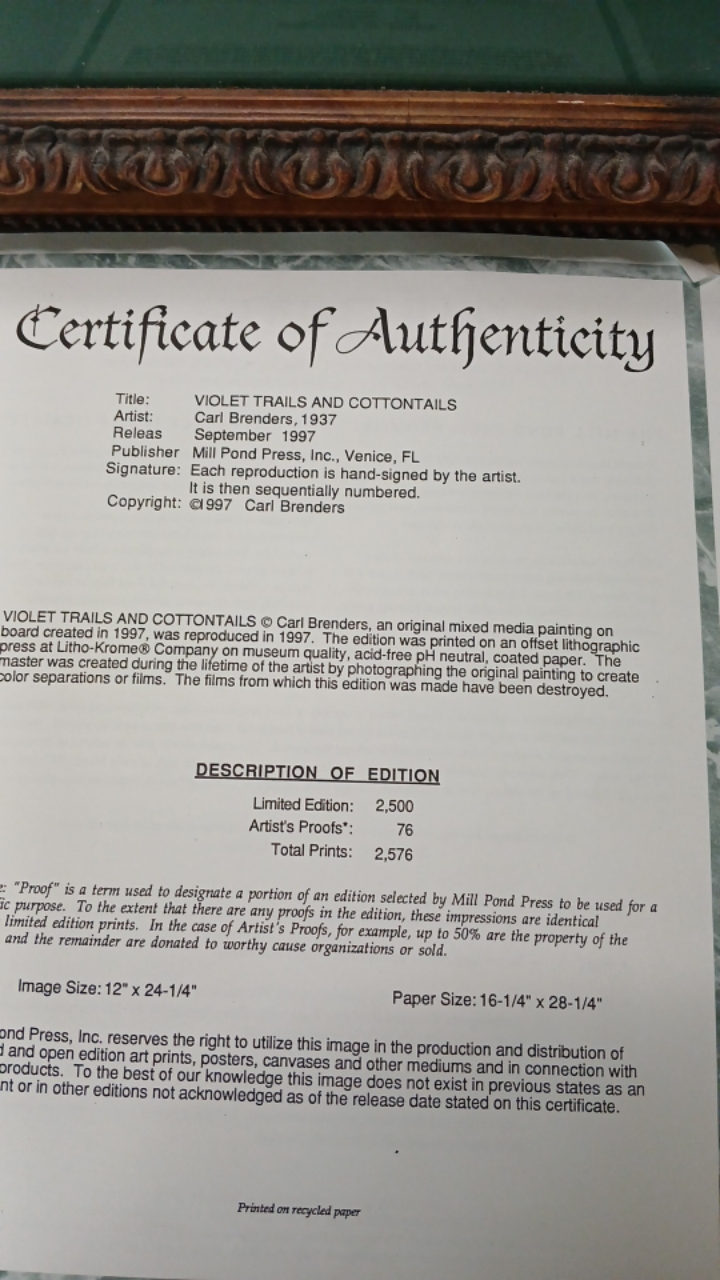 Certificate of Authenticity
Title: VIOLET TRAILS AND COTTONTAILS
Artist: Carl Brenders, 1937
Releas September 1997
Publisher Mill Pond Press, Inc., Venice, FL
Signature: Each reproduction is hand-signed by the artist.
It is then sequentially numbered.
Copyright: ©1997 Carl Brenders
VIOLET TRAILS AND COTTONTAILS © Carl Brenders, an original mixed media painting on
board created in 1997, was reproduced in 1997. The edition was printed on an offset lithographic
press at Litho-Krome® Company on museum quality, acid-free pH neutral, coated paper. The
master was created during the lifetime of the artist by photographing the original painting to create
color separations or films. The films from which this edition was made have been destroyed.
DESCRIPTION OF EDITION
Limited Edition: 2,500
Artist's Proofs*: 76
Total Prints: 2,576
e: "Proof" is a term used to designate a portion of an edition selected by Mill Pond Press to be used for a
ic purpose. To the extent that there are any proofs in the edition, these impressions are identical
limited edition prints. In the case of Artist's Proofs, for example, up to 50% are the property of the
and the remainder are donated to worthy cause organizations or sold.
Image Size: 12" x 24-1/4"
Paper Size: 16-1/4" x 28-1/4"
ond Press, Inc. reserves the right to utilize this image in the production and distribution of
d and open edition art prints, posters, canvases and other mediums and in connection with
products. To the best of our knowledge this image does not exist in previous states as an
nt or in other editions not acknowledged as of the release date stated on this certificate.
Printed on recycled paper